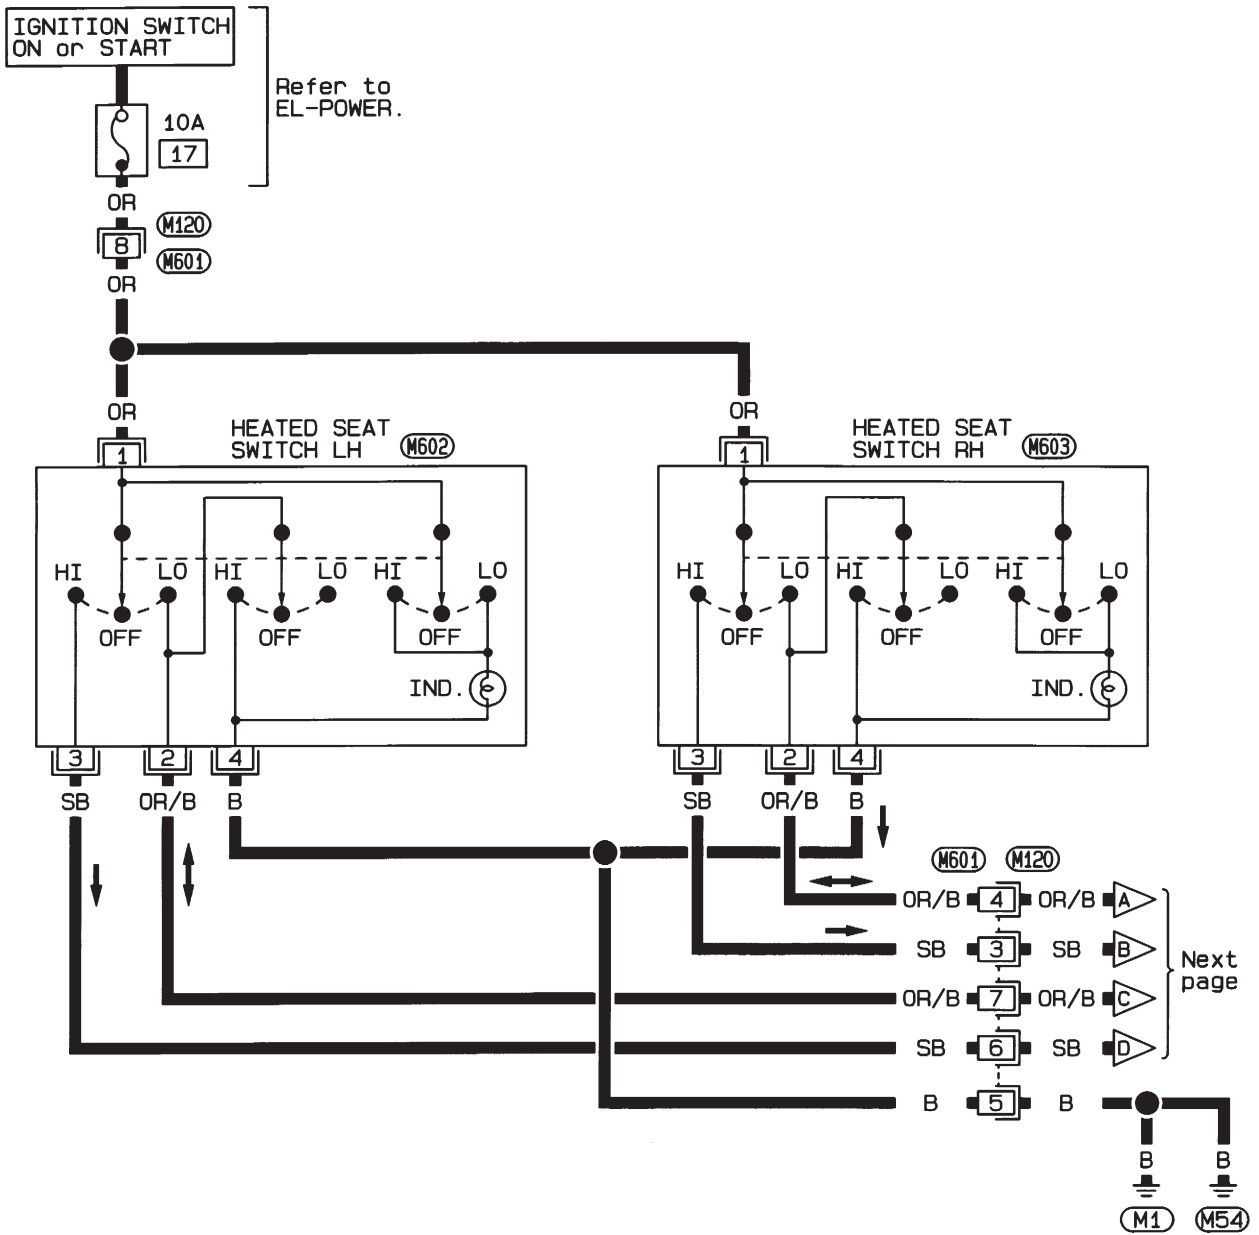 IGNITION SWITCH
ON or START
Refer to
EL-POWER.
10A
17
OR
M120
8
M601
OR
OR
OR
HEATED SEAT
SWITCH LH
M602
1
HEATED SEAT
SWITCH RH
M603
1
HI
LO
HI
LO
HI
LO
OFF
OFF
OFF
IND.
HI
LO
HI
LO
HI
LO
OFF
OFF
OFF
IND.
3
2
4
3
2
4
SB
OR/B
B
SB
OR/B
B
M601
M120
OR/B
4
OR/B
A
SB
3
SB
B
Next
page
OR/B
7
OR/B
C
SB
6
SB
D
B
5
B
B
B
M1
M54